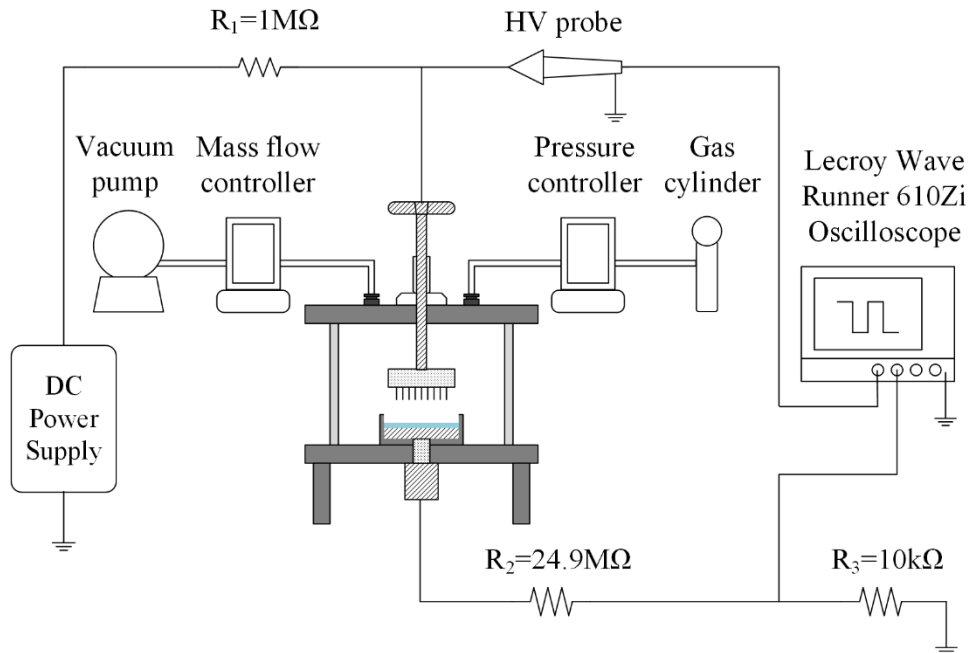 R₁=1MΩ
HV probe
Vacuum
pump
Mass flow
controller
Pressure
controller
Gas
cylinder
Lecroy Wave
Runner 610Zi
Oscilloscope
DC
Power
Supply
R₂=24.9MΩ
R₃=10kΩ